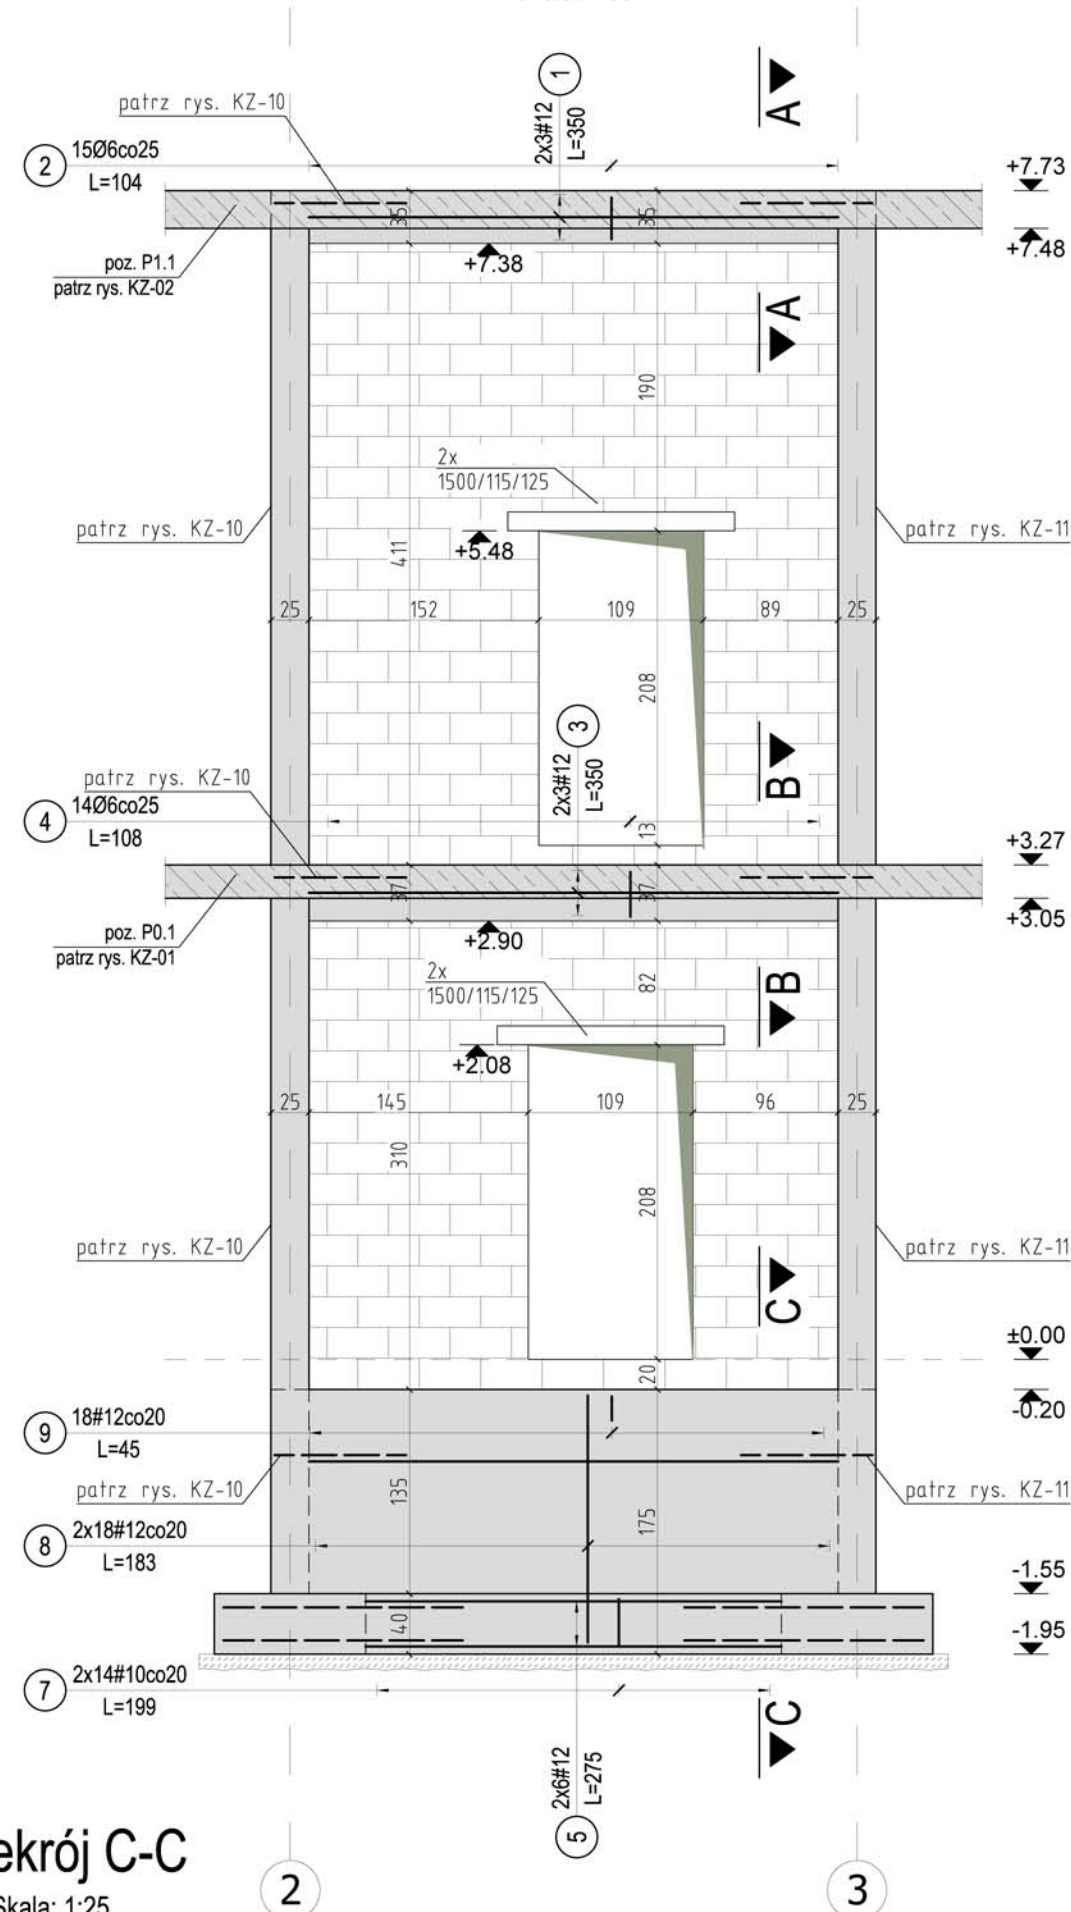 1
2x3#12
L=350
A
patrz rys. KZ-10
2
15Ø6co25
L=104
+7.73
35
35
+7.48
+7.38
poz. P1.1
patrz rys. KZ-02
A
190
2x
1500/115/125
patrz rys. KZ-10
patrz rys. KZ-11
+5.48
411
25
152
109
89
25
208
3
2x3#12
L=350
B
patrz rys. KZ-10
4
14Ø6co25
L=108
13
+3.27
37
37
+3.05
poz. P0.1
patrz rys. KZ-01
+2.90
2x
1500/115/125
82
B
+2.08
25
145
109
96
25
310
208
patrz rys. KZ-10
patrz rys. KZ-11
C
±0.00
20
-0.20
9
18#12co20
L=45
patrz rys. KZ-10
patrz rys. KZ-11
135
175
8
2x18#12co20
L=183
-1.55
40
-1.95
7
2x14#10co20
L=199
C
2x6#12
L=275
5
ekrój C-C
Skala: 1:25
2
3